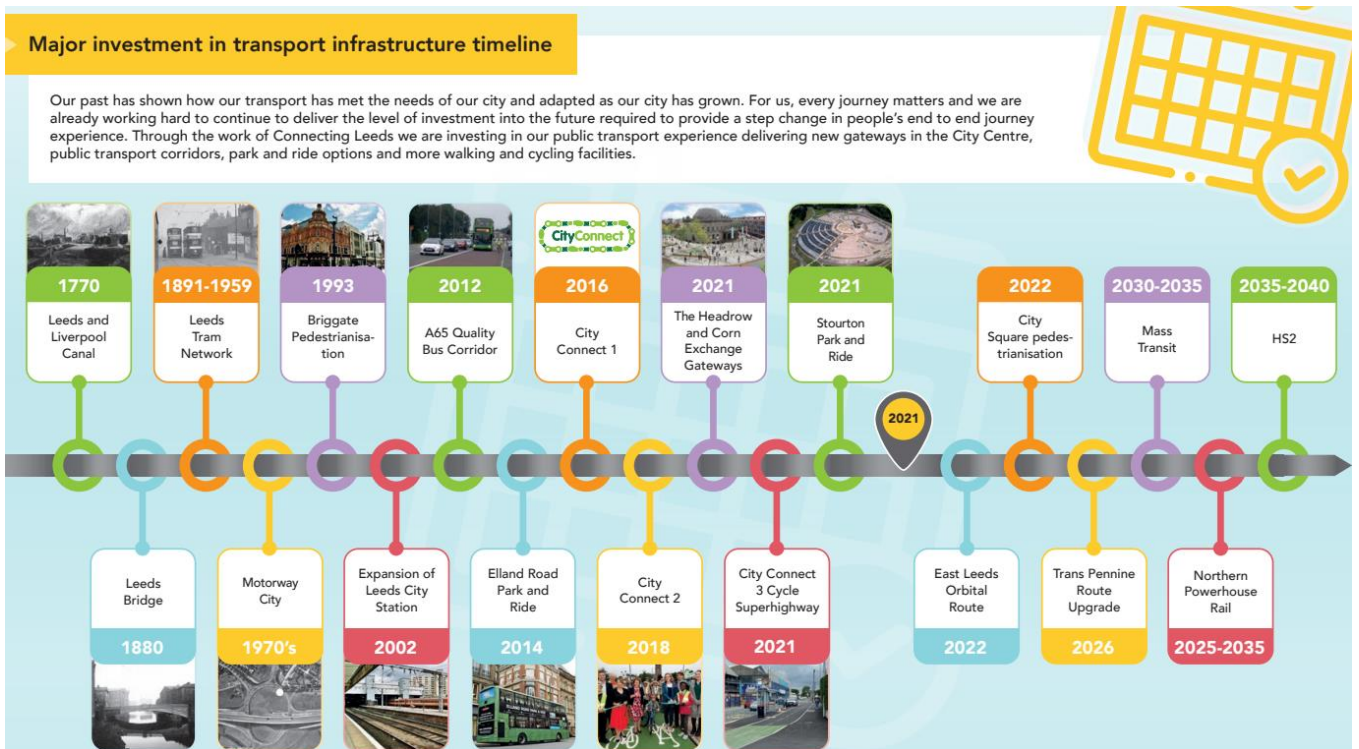 Major investment in transport infrastructure timeline
Our past has shown how our transport has met the needs of our city and adapted as our city has grown. For us, every journey matters and we are
already working hard to continue to deliver the level of investment into the future required to provide a step change in people's end to end journey
experience. Through the work of Connecting Leeds we are investing in our public transport experience delivering new gateways in the City Centre,
public transport corridors, park and ride options and more walking and cycling facilities.
1770
Leeds and
Liverpool
Canal
1891-1959
Leeds
Tram
Network
1993
Briggate
Pedestrianisa-
tion
2012
A65 Quality
Bus Corridor
CityConnect
2016
City
Connect 1
2021
The Headrow
and Corn
Exchange
Gateways
2021
Stourton
Park and
Ride
2021
2022
City
Square pedes-
trianisation
2030-2035
Mass
Transit
2035-2040
HS2
Leeds
Bridge
1880
Motorway
City
1970's
Expansion of
Leeds City
Station
2002
Elland Road
Park and
Ride
2014
City
Connect 2
2018
City Connect
3 Cycle
Superhighway
2021
East Leeds
Orbital
Route
2022
Trans Pennine
Route
Upgrade
2026
Northern
Powerhouse
Rail
2025-2035